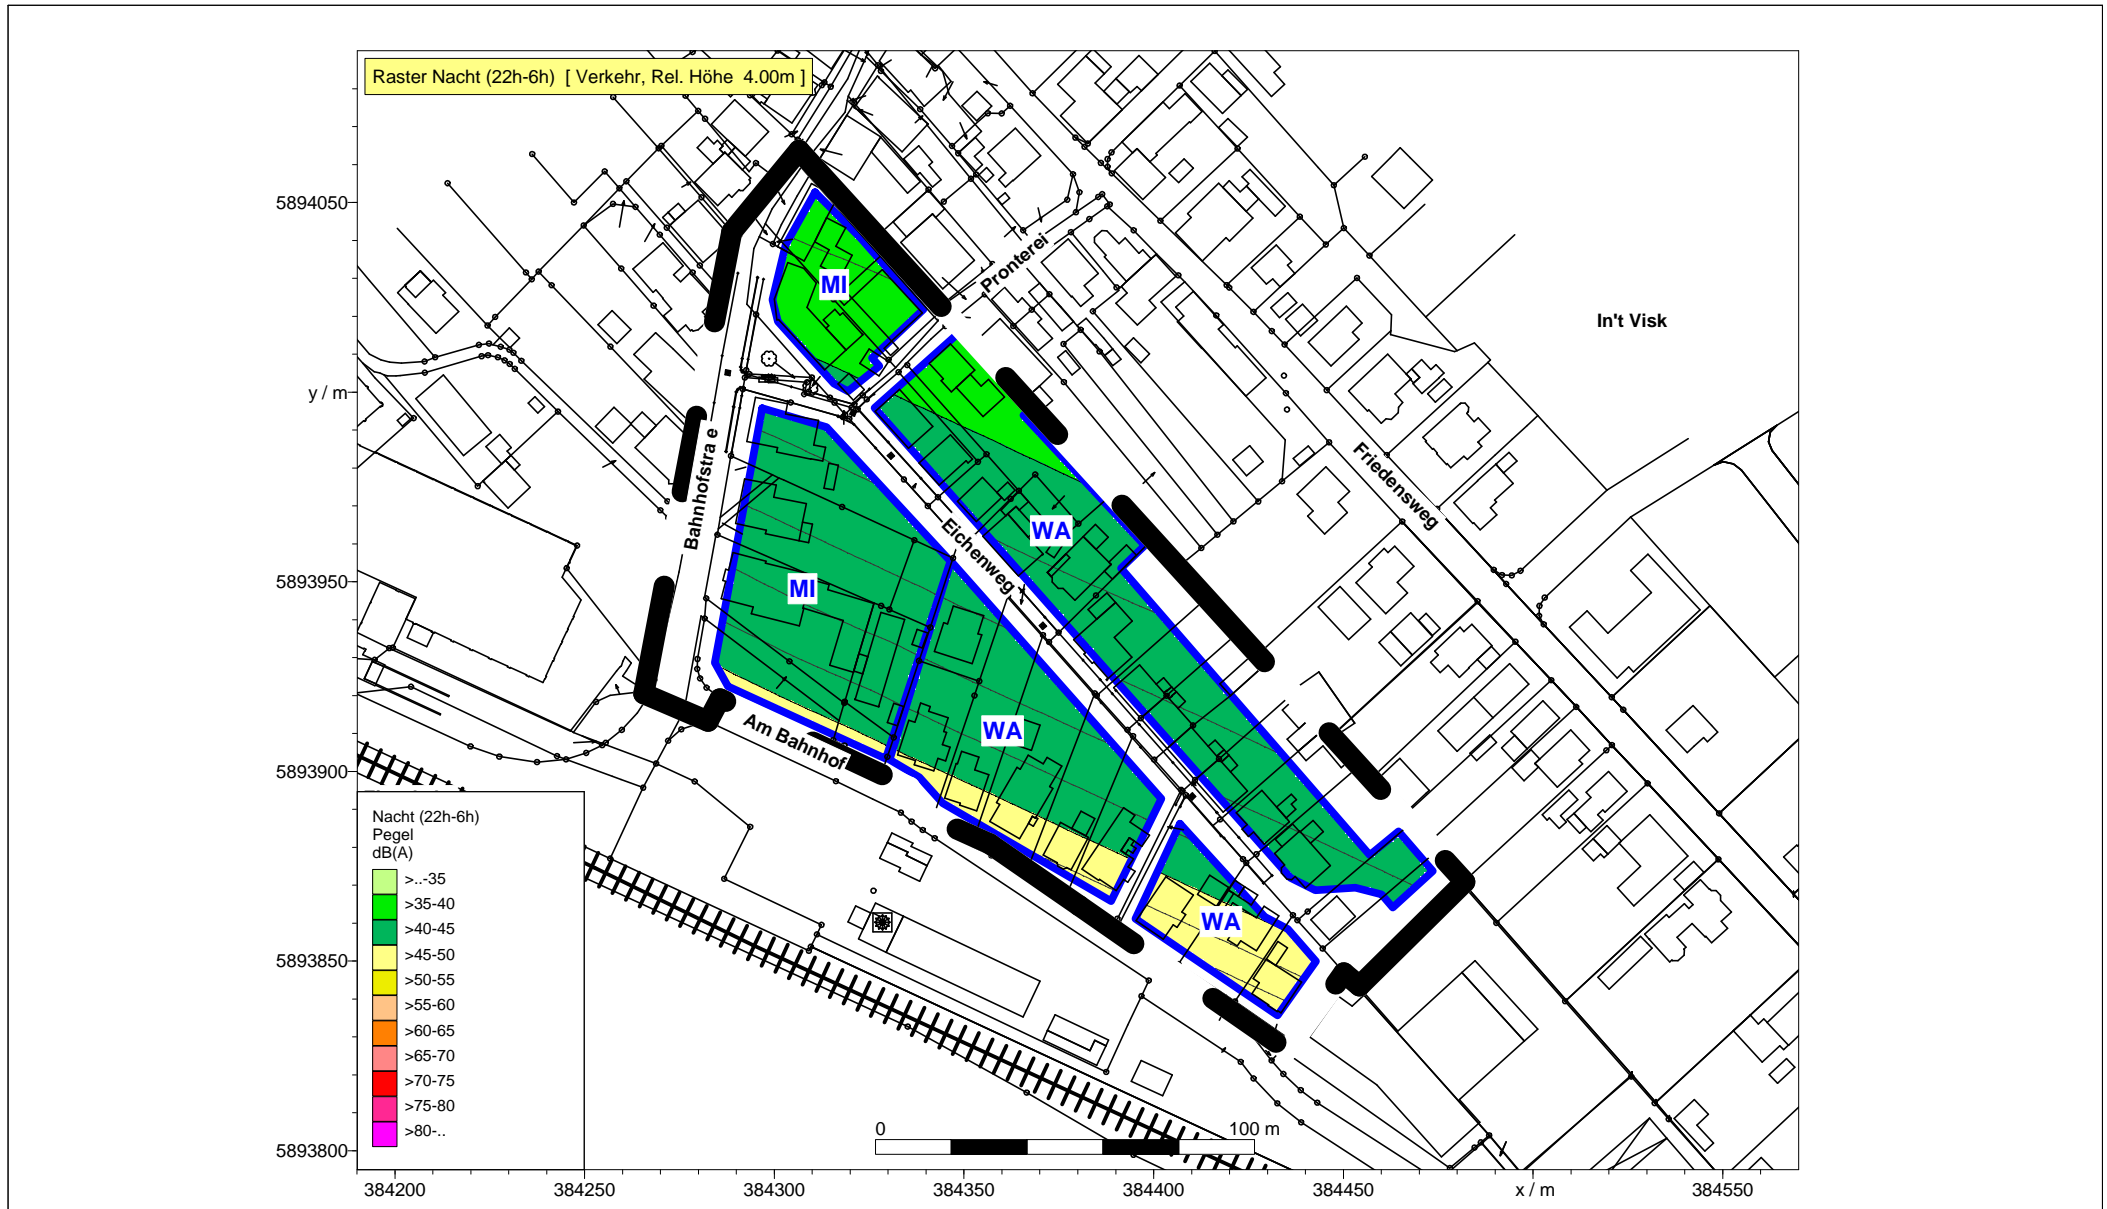 Raster Nacht (22h-6h) [ Verkehr, Rel. Höhe 4.00m ]
5894050
y / m
5893950
5893900
5893850
5893800
MI
Pronterei
In't Visk
Bahnhofstra e
Friedensweg
WA
Eichenweg
MI
WA
Am Bahnhof
WA
Nacht (22h-6h)
Pegel
dB(A)
>..-35
>35-40
>40-45
>45-50
>50-55
>55-60
>60-65
>65-70
>70-75
>75-80
>80-..
0 100 m
384200 384250 384300 384350 384400 384450 x / m 384550